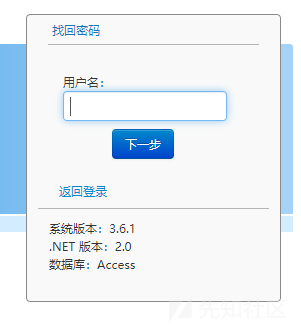 找回密码
用户名：
下一步
返回登录
系统版本：3.6.1
.NET 版本：2.0
数据库：Access
先知社区